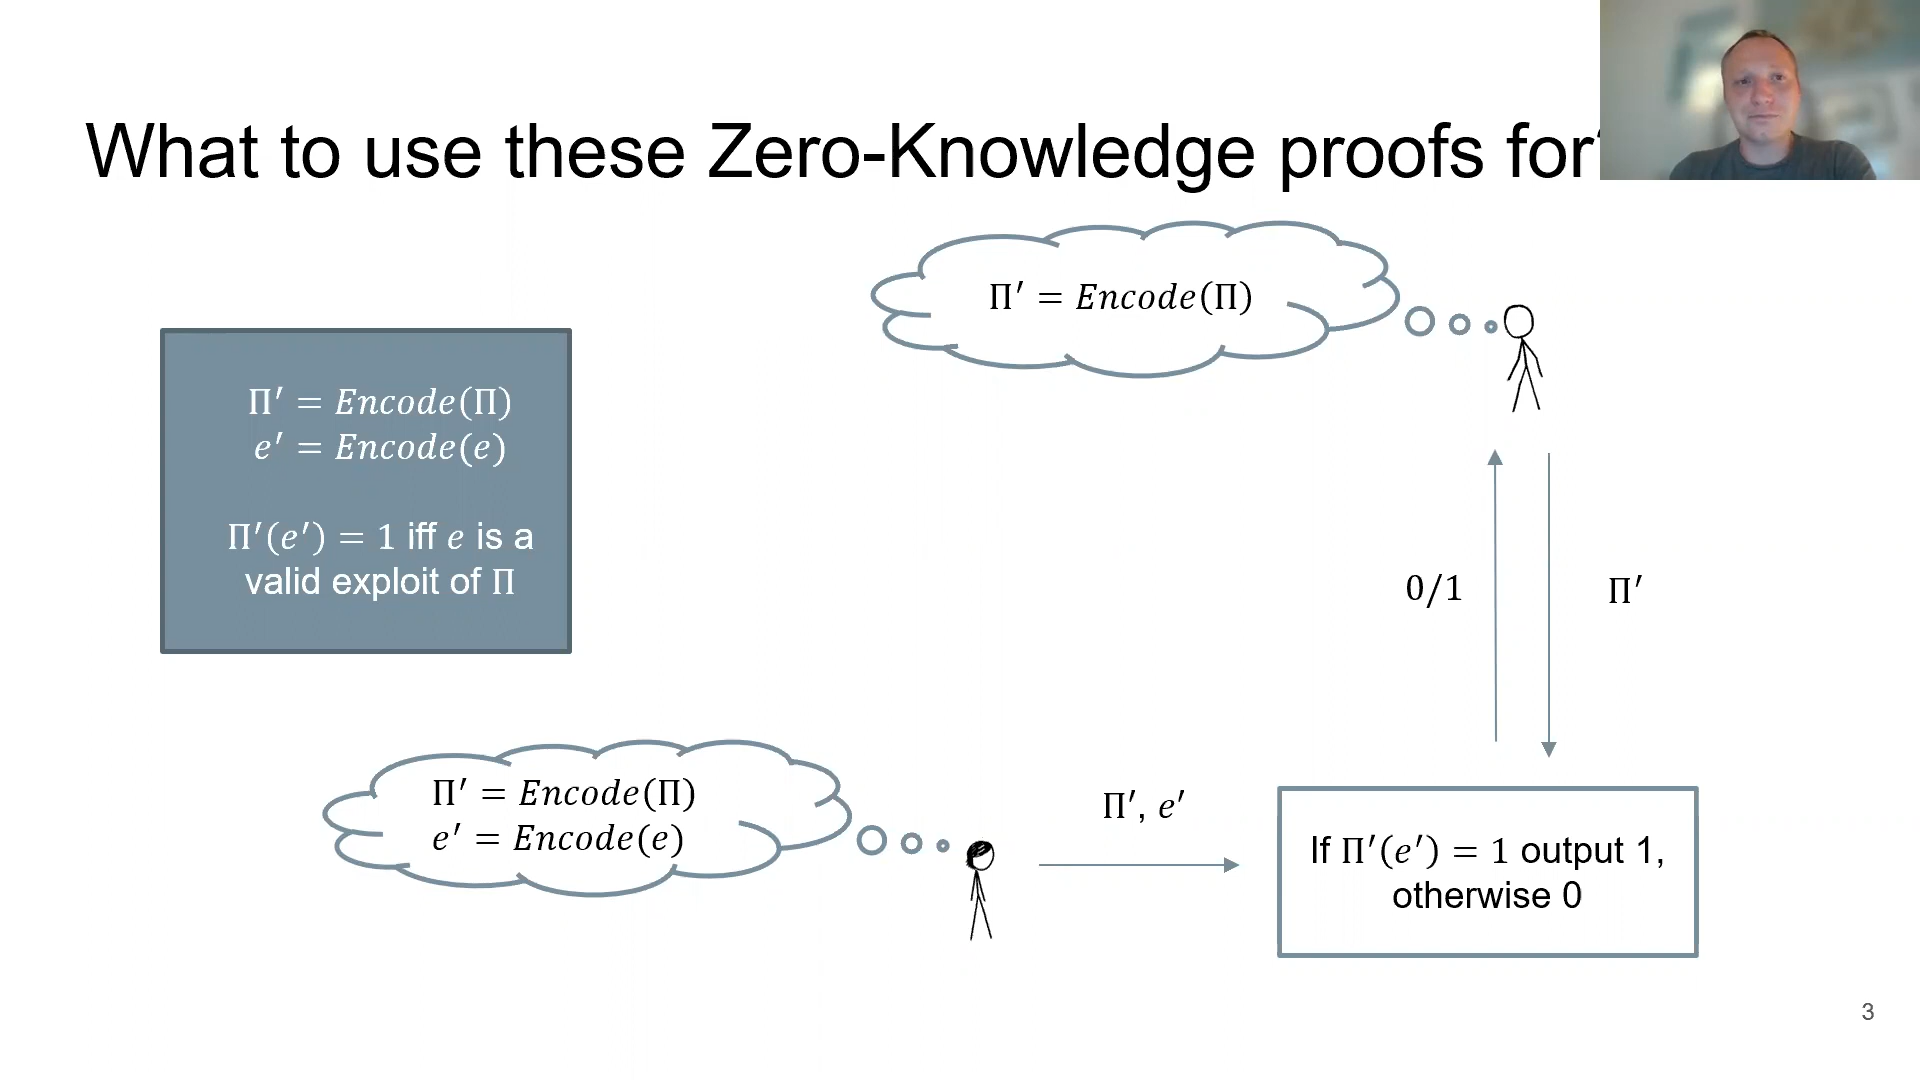 What to use these Zero-Knowledge proofs for
Π′ = Encode(Π)
Π′ = Encode(Π)
e′ = Encode(e)
Π′(e′) = 1 iff e is a
valid exploit of Π
0/1
Π′
Π′ = Encode(Π)
e′ = Encode(e)
Π′, e′
If Π′(e′) = 1 output 1,
otherwise 0
3